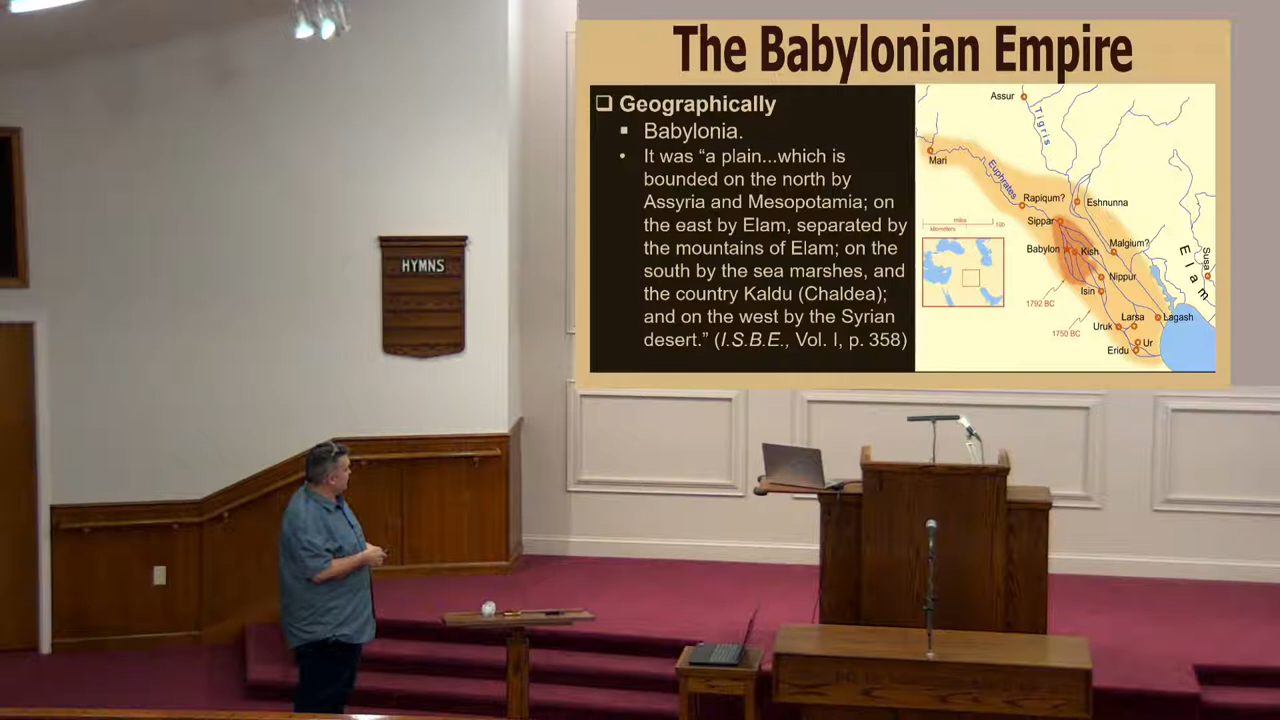 The Babylonian Empire
❑ Geographically
▪ Babylonia.
• It was “a plain...which is
bounded on the north by
Assyria and Mesopotamia; on
the east by Elam, separated by
the mountains of Elam; on the
south by the sea marshes, and
the country Kaldu (Chaldea);
and on the west by the Syrian
desert.” (I.S.B.E., Vol. I, p. 358)
Assur
Tigris
Mari
Euphrates
Rapiqum?
Eshnunna
Sippar
miles
kilometers
100
Babylon
Kish
Malgium?
Elam
Susa
Nippur
Isin
1792 BC
1750 BC
Larsa
Lagash
Uruk
Ur
Eridu
HYMNS